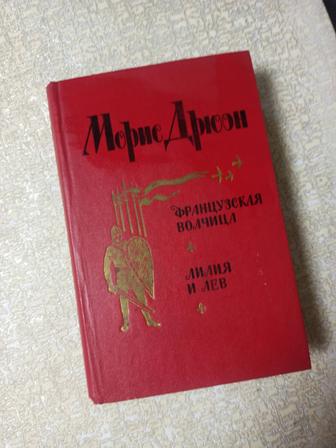 Морис Дрюон
ФРАНЦУЗСКАЯ
ВОЛЧИЦА
ЛИЛИЯ
И ЛЕВ